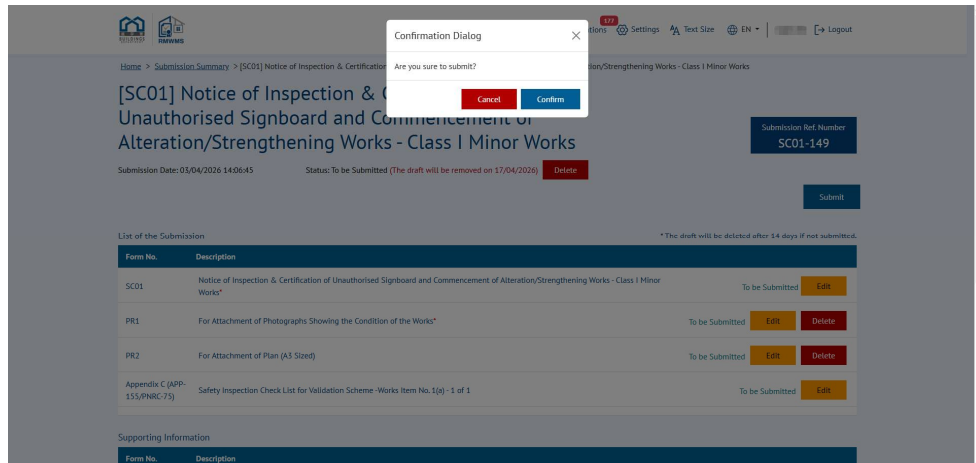 RMWMS
177
tions
Settings
Text Size
EN
Logout
Confirmation Dialog
Are you sure to submit?
Cancel
Confirm
Home > Submission Summary > [SC01] Notice of Inspection & Certification
ion/Strengthening Works - Class I Minor Works
[SC01] Notice of Inspection &
Unauthorised Signboard and Commencement of
Alteration/Strengthening Works - Class I Minor Works
Submission Ref. Number
SC01-149
Submission Date: 03/04/2026 14:06:45
Status: To be Submitted (The draft will be removed on 17/04/2026)
Delete
Submit
List of the Submission
* The draft will be deleted after 14 days if not submitted.
Form No. Description
SC01 Notice of Inspection & Certification of Unauthorised Signboard and Commencement of Alteration/Strengthening Works - Class I Minor
Works* To be Submitted Edit
PR1 For Attachment of Photographs Showing the Condition of the Works* To be Submitted Edit Delete
PR2 For Attachment of Plan (A3 Sized) To be Submitted Edit Delete
Appendix C (APP-
155/PNRC-75) Safety Inspection Check List for Validation Scheme -Works Item No. 1(a) - 1 of 1 To be Submitted Edit
Supporting Information
Form No. Description